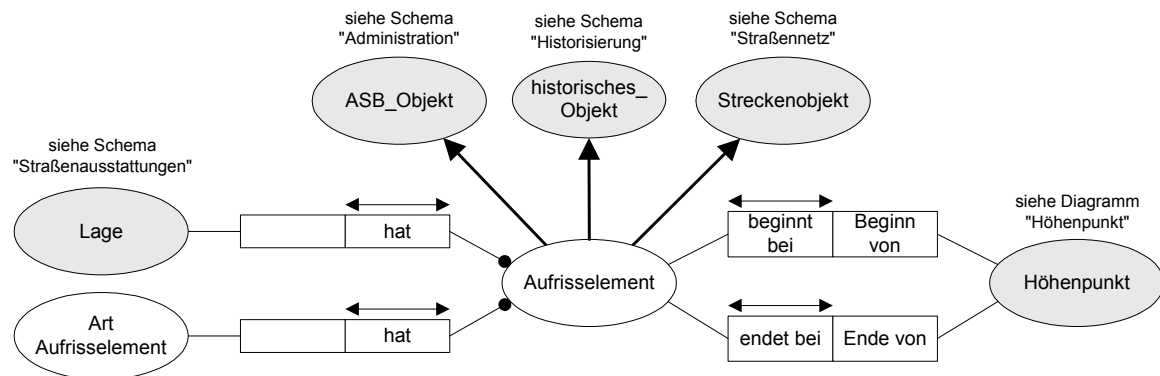 siehe Schema
"Administration"
ASB_Objekt
siehe Schema
"Historisierung"
historisches_
Objekt
siehe Schema
"Straßennetz"
Streckenobjekt
siehe Schema
"Straßenausstattungen"
Lage
hat
Art
Aufrisselement
hat
Aufrisselement
beginnt
bei
Beginn
von
endet bei
Ende von
siehe Diagramm
"Höhenpunkt"
Höhenpunkt